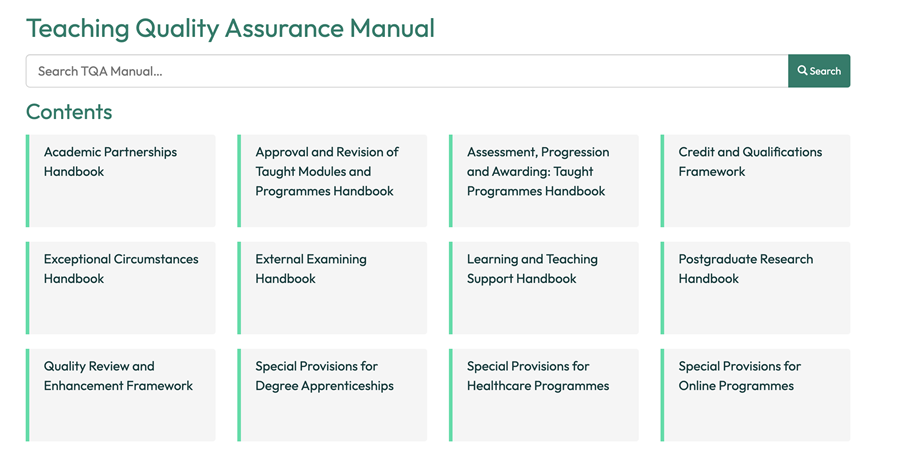 Teaching Quality Assurance Manual
Search TQA Manual...
Search
Contents
Academic Partnerships
Handbook
Approval and Revision of
Taught Modules and
Programmes Handbook
Assessment, Progression
and Awarding: Taught
Programmes Handbook
Credit and Qualifications
Framework
Exceptional Circumstances
Handbook
External Examining
Handbook
Learning and Teaching
Support Handbook
Postgraduate Research
Handbook
Quality Review and
Enhancement Framework
Special Provisions for
Degree Apprenticeships
Special Provisions for
Healthcare Programmes
Special Provisions for
Online Programmes